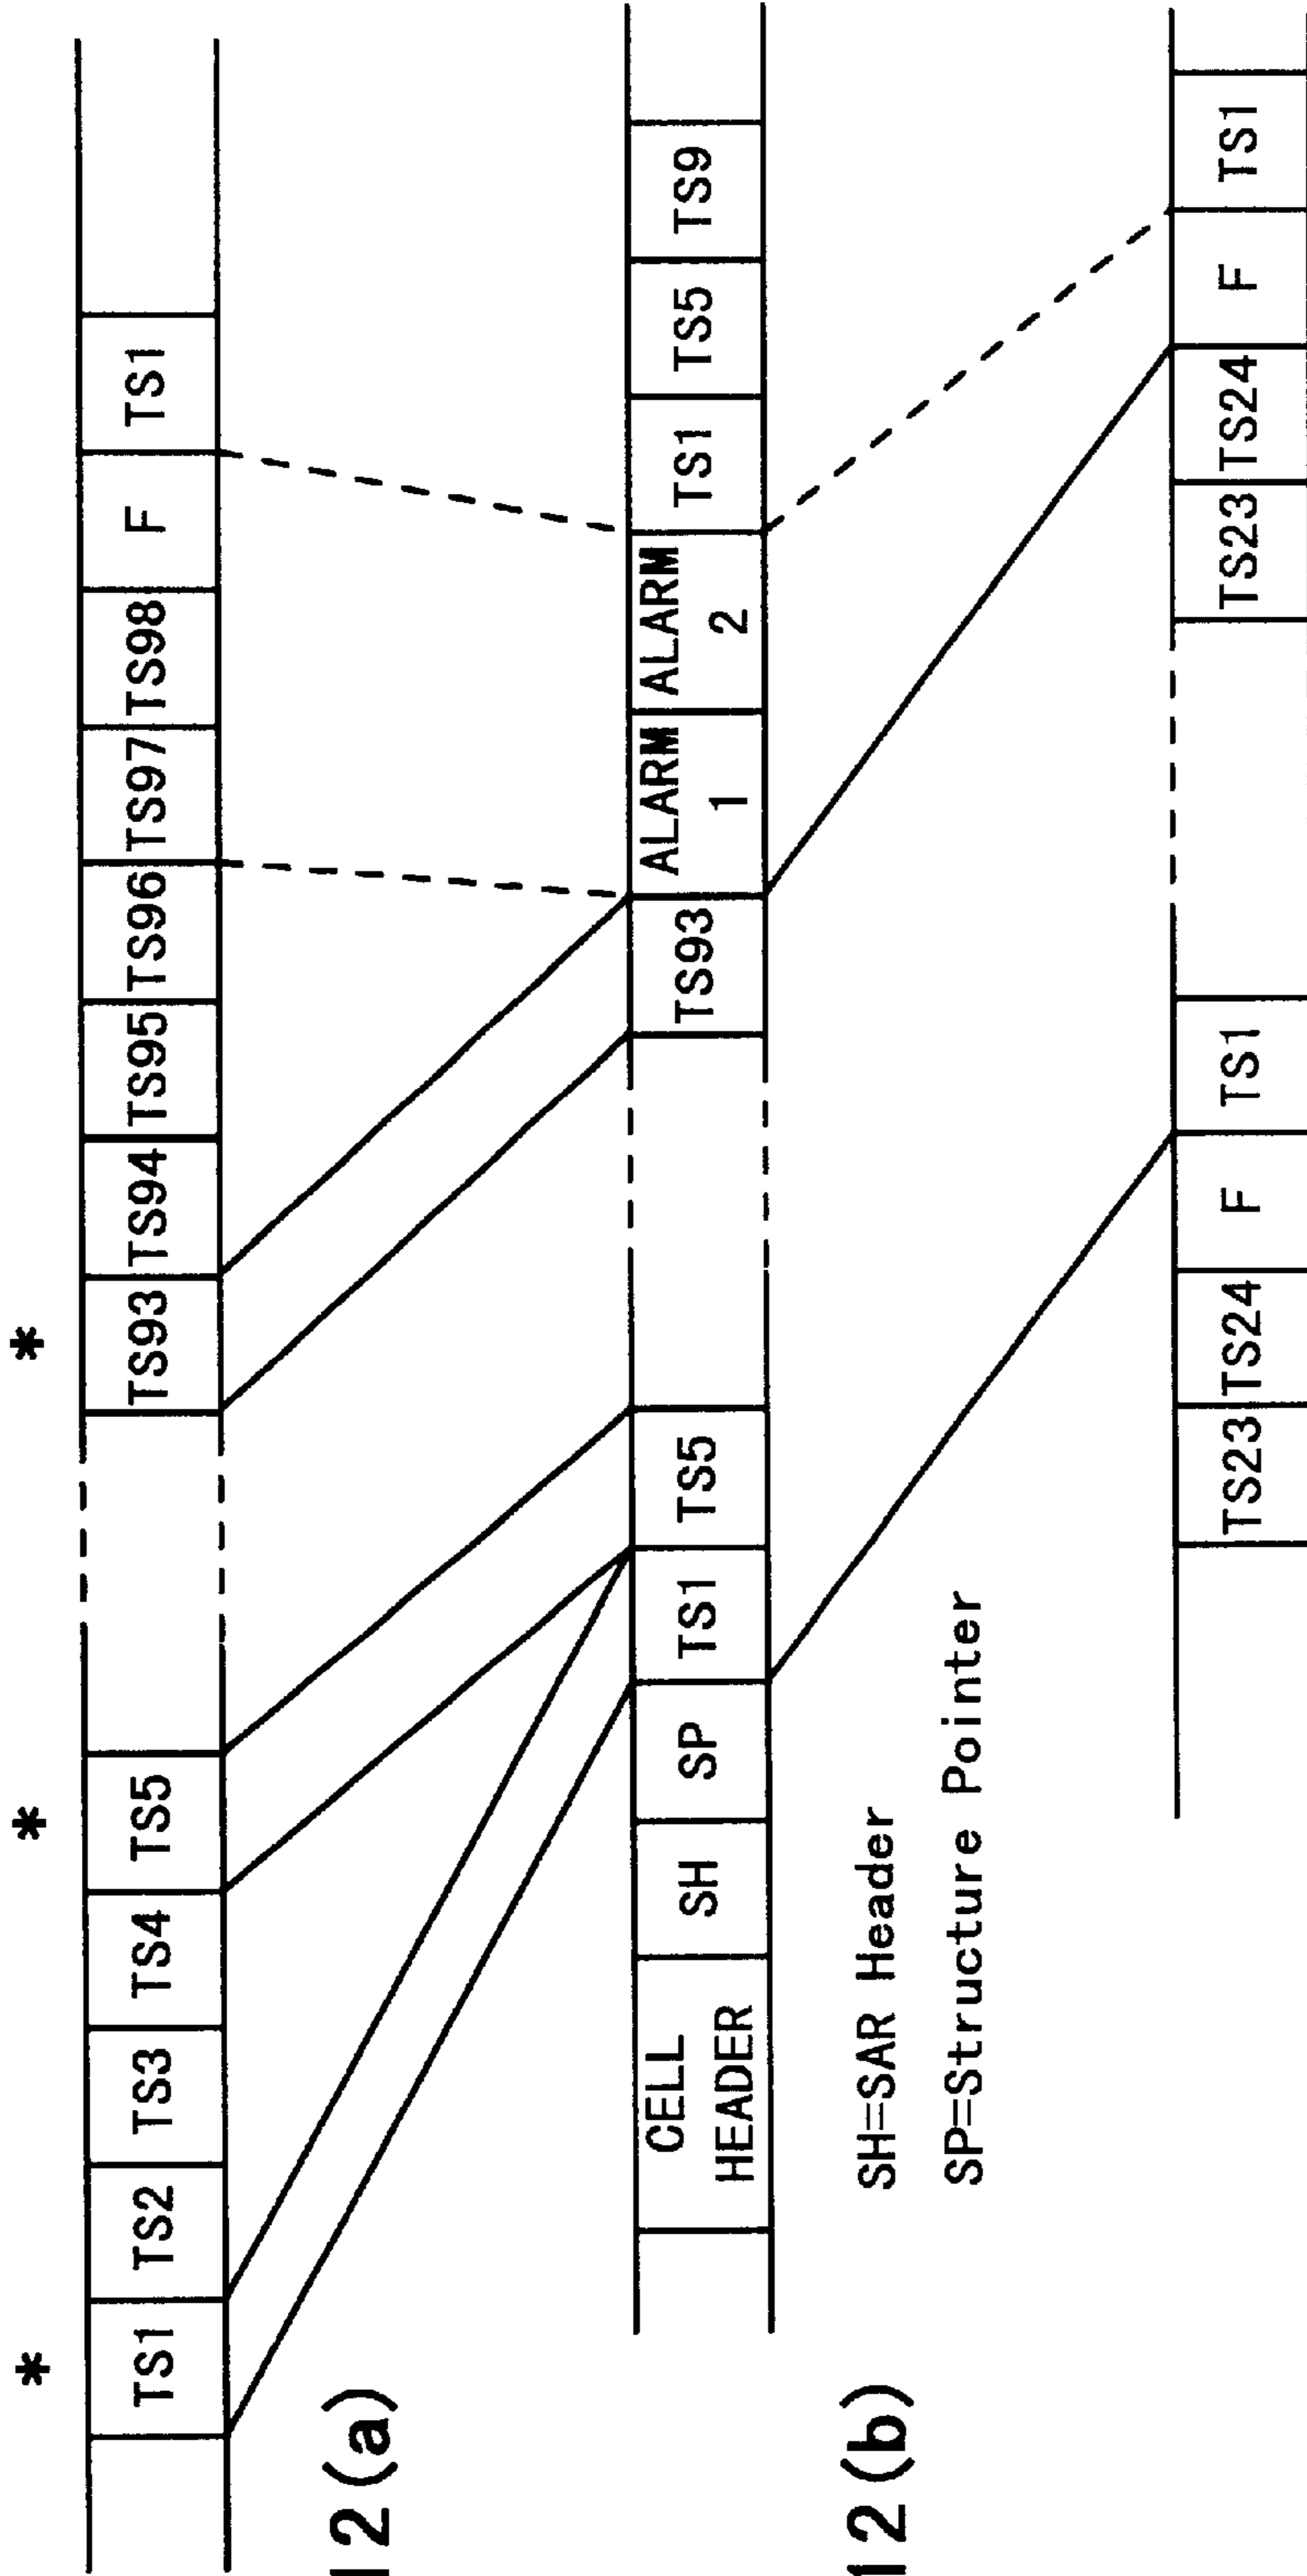 * * *
TS1 TS2 TS3 TS4 TS5 TS93 TS94 TS95 TS96 TS97 TS98 F TS1
12(a)
CELL HEADER SH SP TS1 TS5 TS93 ALARM 1 ALARM 2 TS1 TS5 TS9
12(b)
SH=SAR Header
SP=Structure Pointer
TS23 TS24 F TS1 TS23 TS24 F TS1